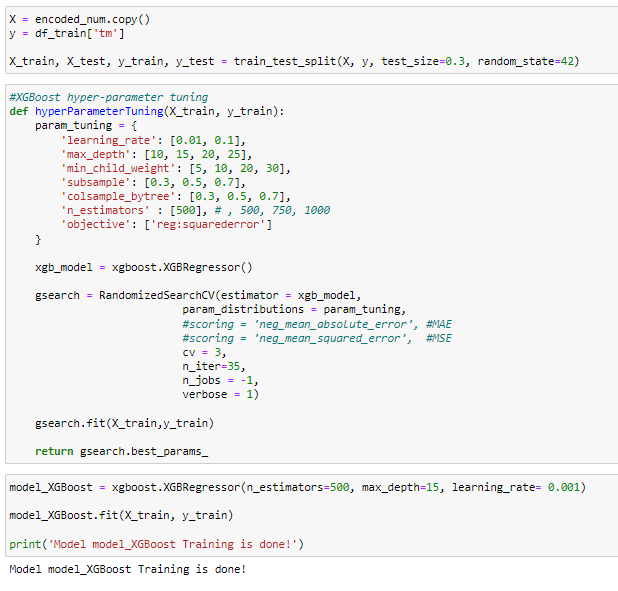 X = encoded_num.copy()
y = df_train['tm']
X_train, X_test, y_train, y_test = train_test_split(X, y, test_size=0.3, random_state=42)
#XGBoost hyper-parameter tuning
def hyperParameterTuning(X_train, y_train):
    param_tuning = {
        'learning_rate': [0.01, 0.1],
        'max_depth': [10, 15, 20, 25],
        'min_child_weight': [5, 10, 20, 30],
        'subsample': [0.3, 0.5, 0.7],
        'colsample_bytree': [0.3, 0.5, 0.7],
        'n_estimators' : [500], # , 500, 750, 1000
        'objective': ['reg:squarederror']
    }
    xgb_model = xgboost.XGBRegressor()
    gsearch = RandomizedSearchCV(estimator = xgb_model,
                           param_distributions = param_tuning,
                           #scoring = 'neg_mean_absolute_error', #MAE
                           #scoring = 'neg_mean_squared_error',  #MSE
                           cv = 3,
                           n_iter=35,
                           n_jobs = -1,
                           verbose = 1)
    gsearch.fit(X_train,y_train)
    return gsearch.best_params_
model_XGBoost = xgboost.XGBRegressor(n_estimators=500, max_depth=15, learning_rate= 0.001)
model_XGBoost.fit(X_train, y_train)
print('Model model_XGBoost Training is done!')
Model model_XGBoost Training is done!